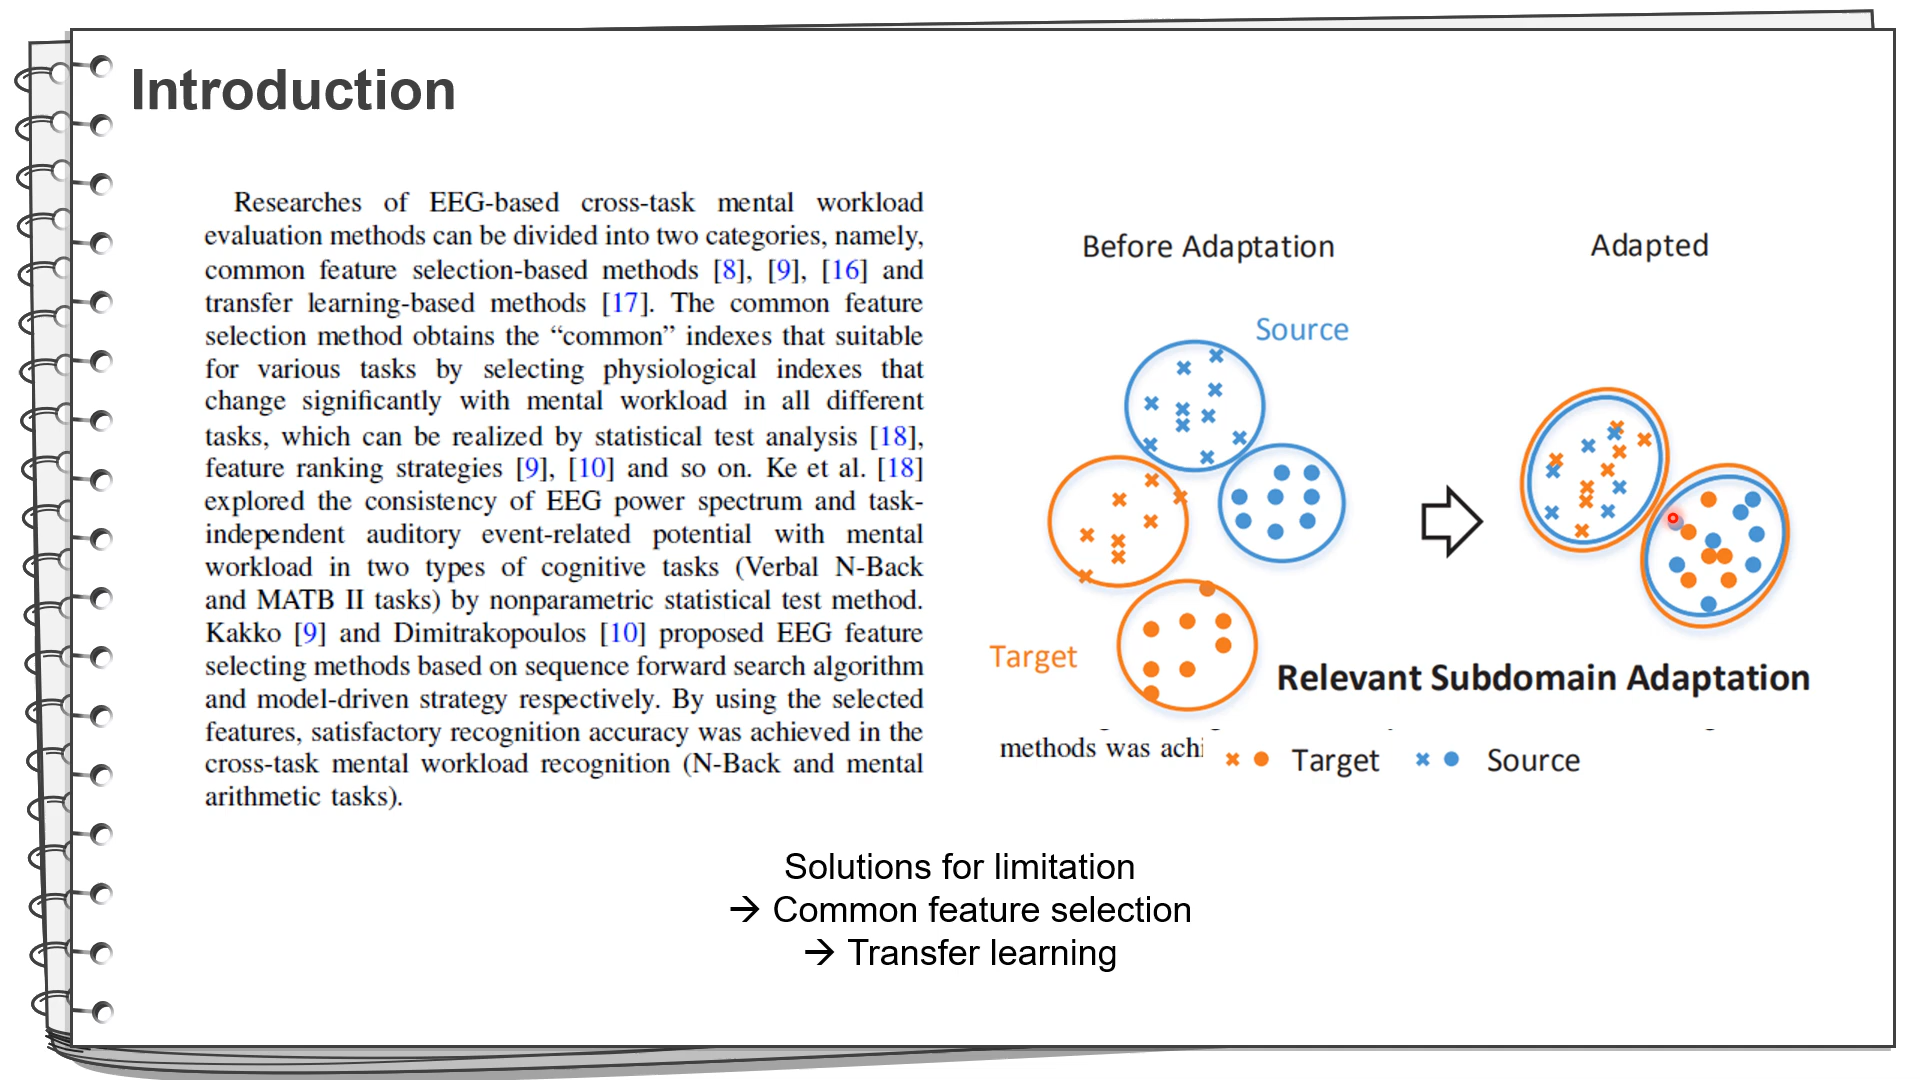 Introduction
Researches of EEG-based cross-task mental workload
evaluation methods can be divided into two categories, namely,
common feature selection-based methods [8], [9], [16] and
transfer learning-based methods [17]. The common feature
selection method obtains the “common” indexes that suitable
for various tasks by selecting physiological indexes that
change significantly with mental workload in all different
tasks, which can be realized by statistical test analysis [18],
feature ranking strategies [9], [10] and so on. Ke et al. [18]
explored the consistency of EEG power spectrum and task-
independent auditory event-related potential with mental
workload in two types of cognitive tasks (Verbal N-Back
and MATB II tasks) by nonparametric statistical test method.
Kakko [9] and Dimitrakopoulos [10] proposed EEG feature
selecting methods based on sequence forward search algorithm
and model-driven strategy respectively. By using the selected
features, satisfactory recognition accuracy was achieved in the
cross-task mental workload recognition (N-Back and mental
arithmetic tasks).
Before Adaptation
Adapted
Source
Target
Relevant Subdomain Adaptation
methods was achi
Target
Source
Solutions for limitation
→ Common feature selection
→ Transfer learning